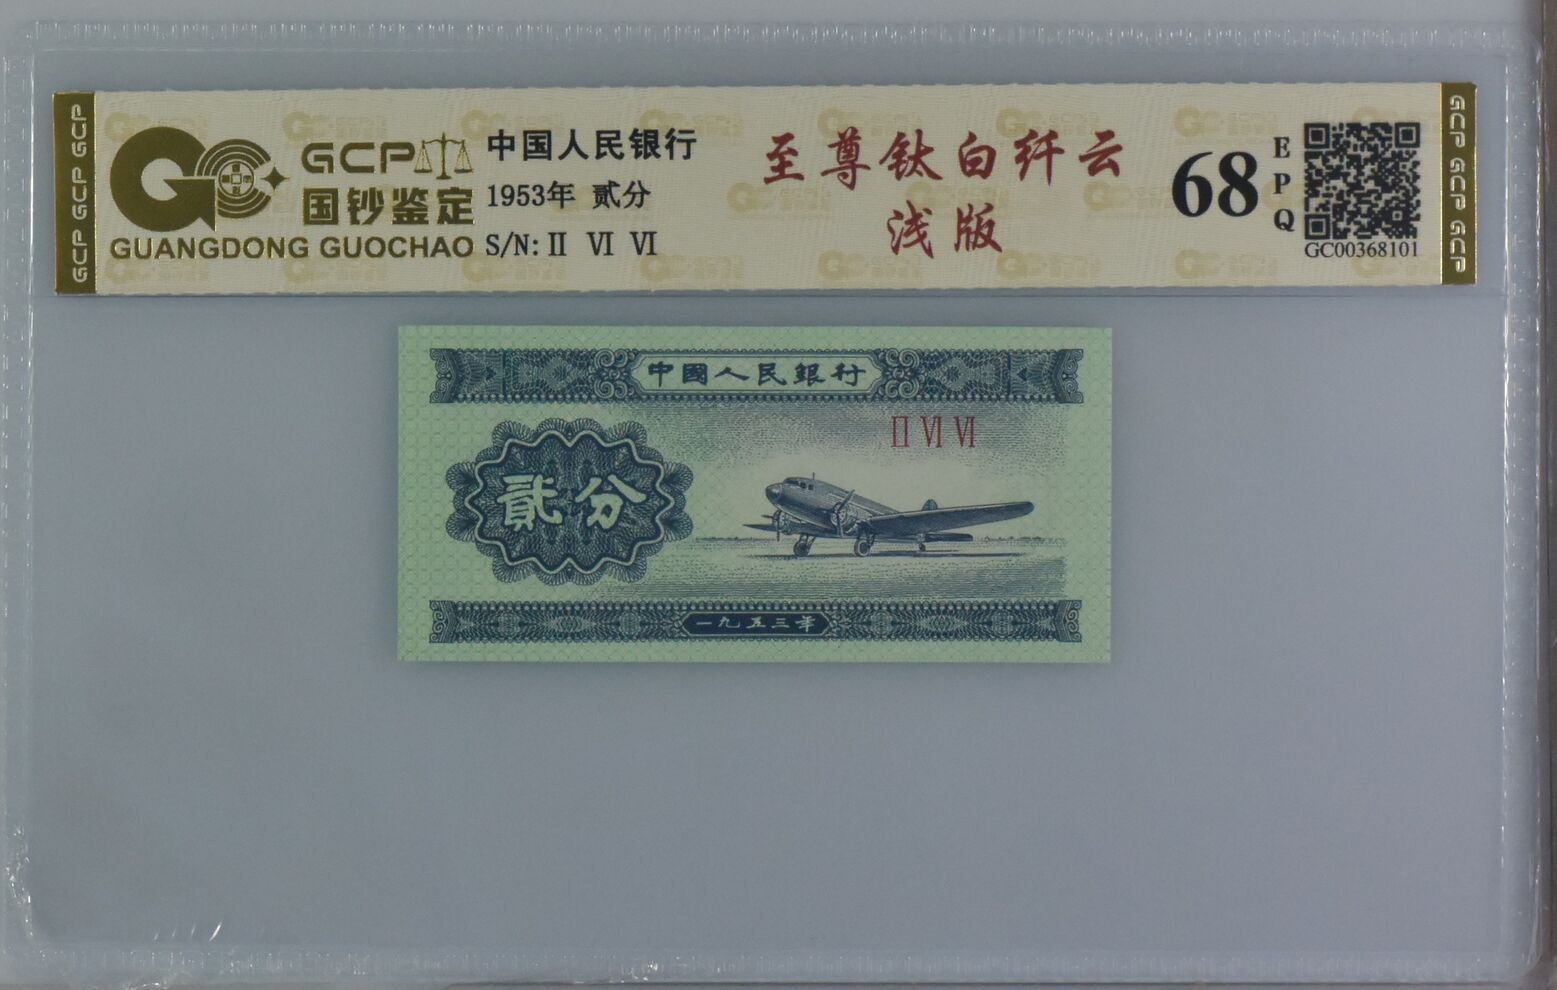 GCP GCP GCP
GCP
国钞鉴定
GUANGDONG GUOCHAO
中国人民银行
1953年 贰分
S/N: II VI VI
至尊钛白纤云
浅版
68
EPQ
GC00368101
GCP GCP GCP
中國人民銀行
II VI VI
貳分
一九五三年